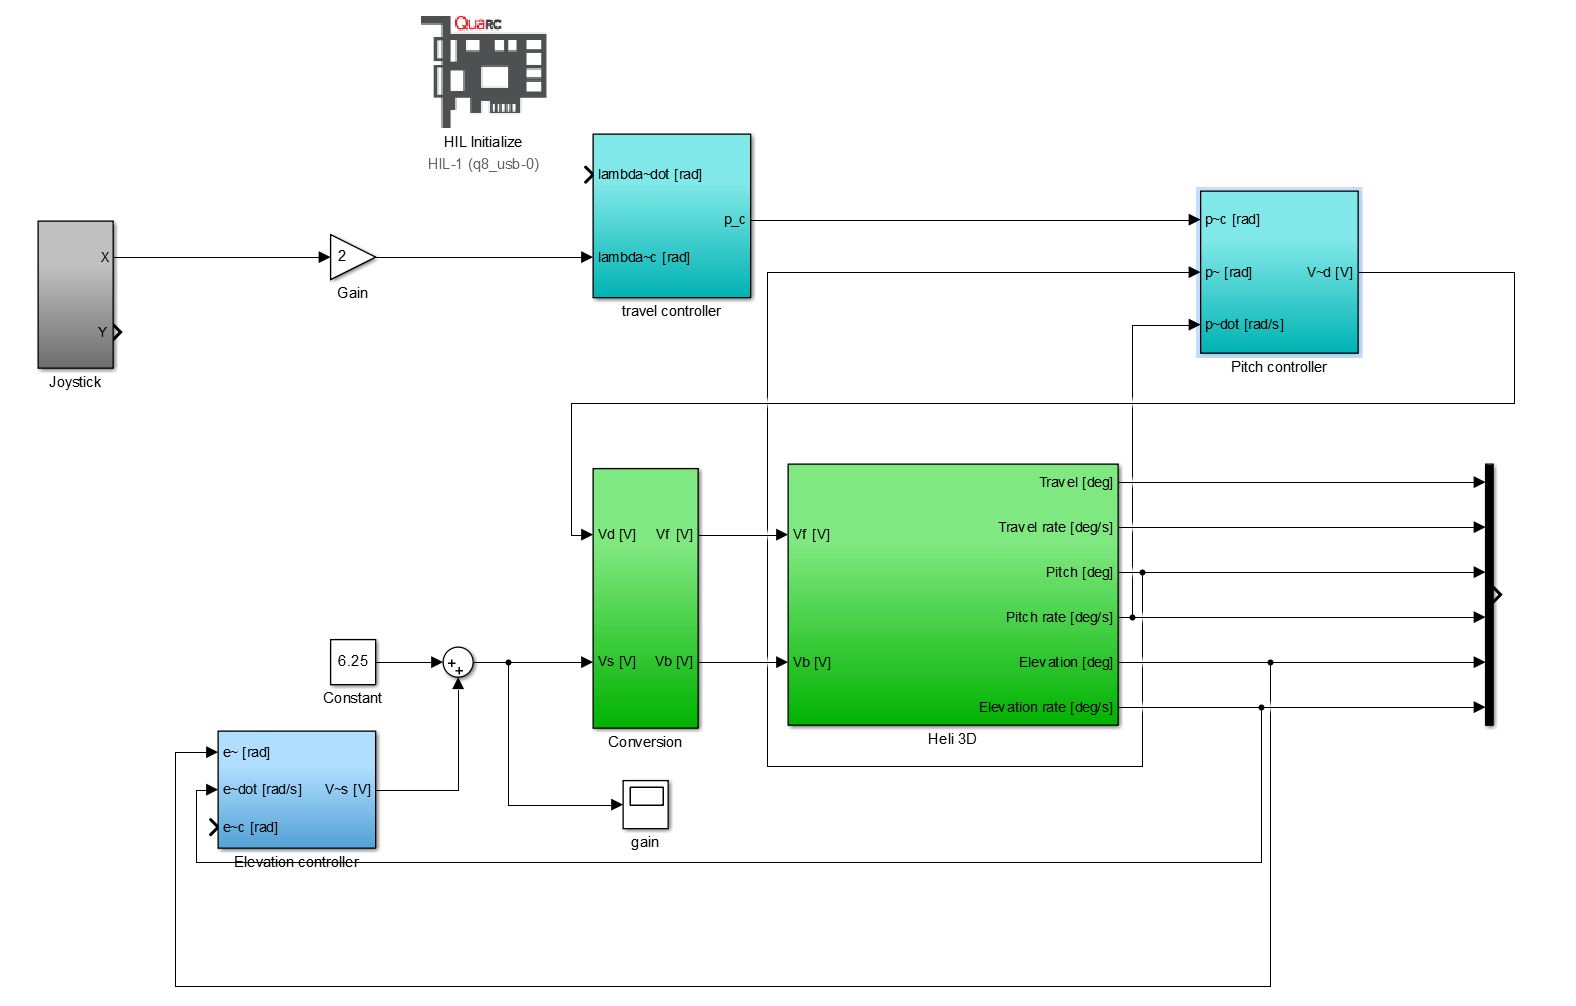 QUARC
HIL Initialize
HIL-1 (q8_usb-0)
X
Y
Joystick
2
Gain
lambda~dot [rad]
p_c
lambda~c [rad]
travel controller
p~c [rad]
p~ [rad]
V~d [V]
p~dot [rad/s]
Pitch controller
Vd [V]
Vf [V]
Vs [V]
Vb [V]
Conversion
Travel [deg]
Travel rate [deg/s]
Vf [V]
Pitch [deg]
Pitch rate [deg/s]
Vb [V]
Elevation [deg]
Elevation rate [deg/s]
Heli 3D
6.25
Constant
++
e~ [rad]
e~dot [rad/s]
V~s [V]
e~c [rad]
Elevation controller
gain